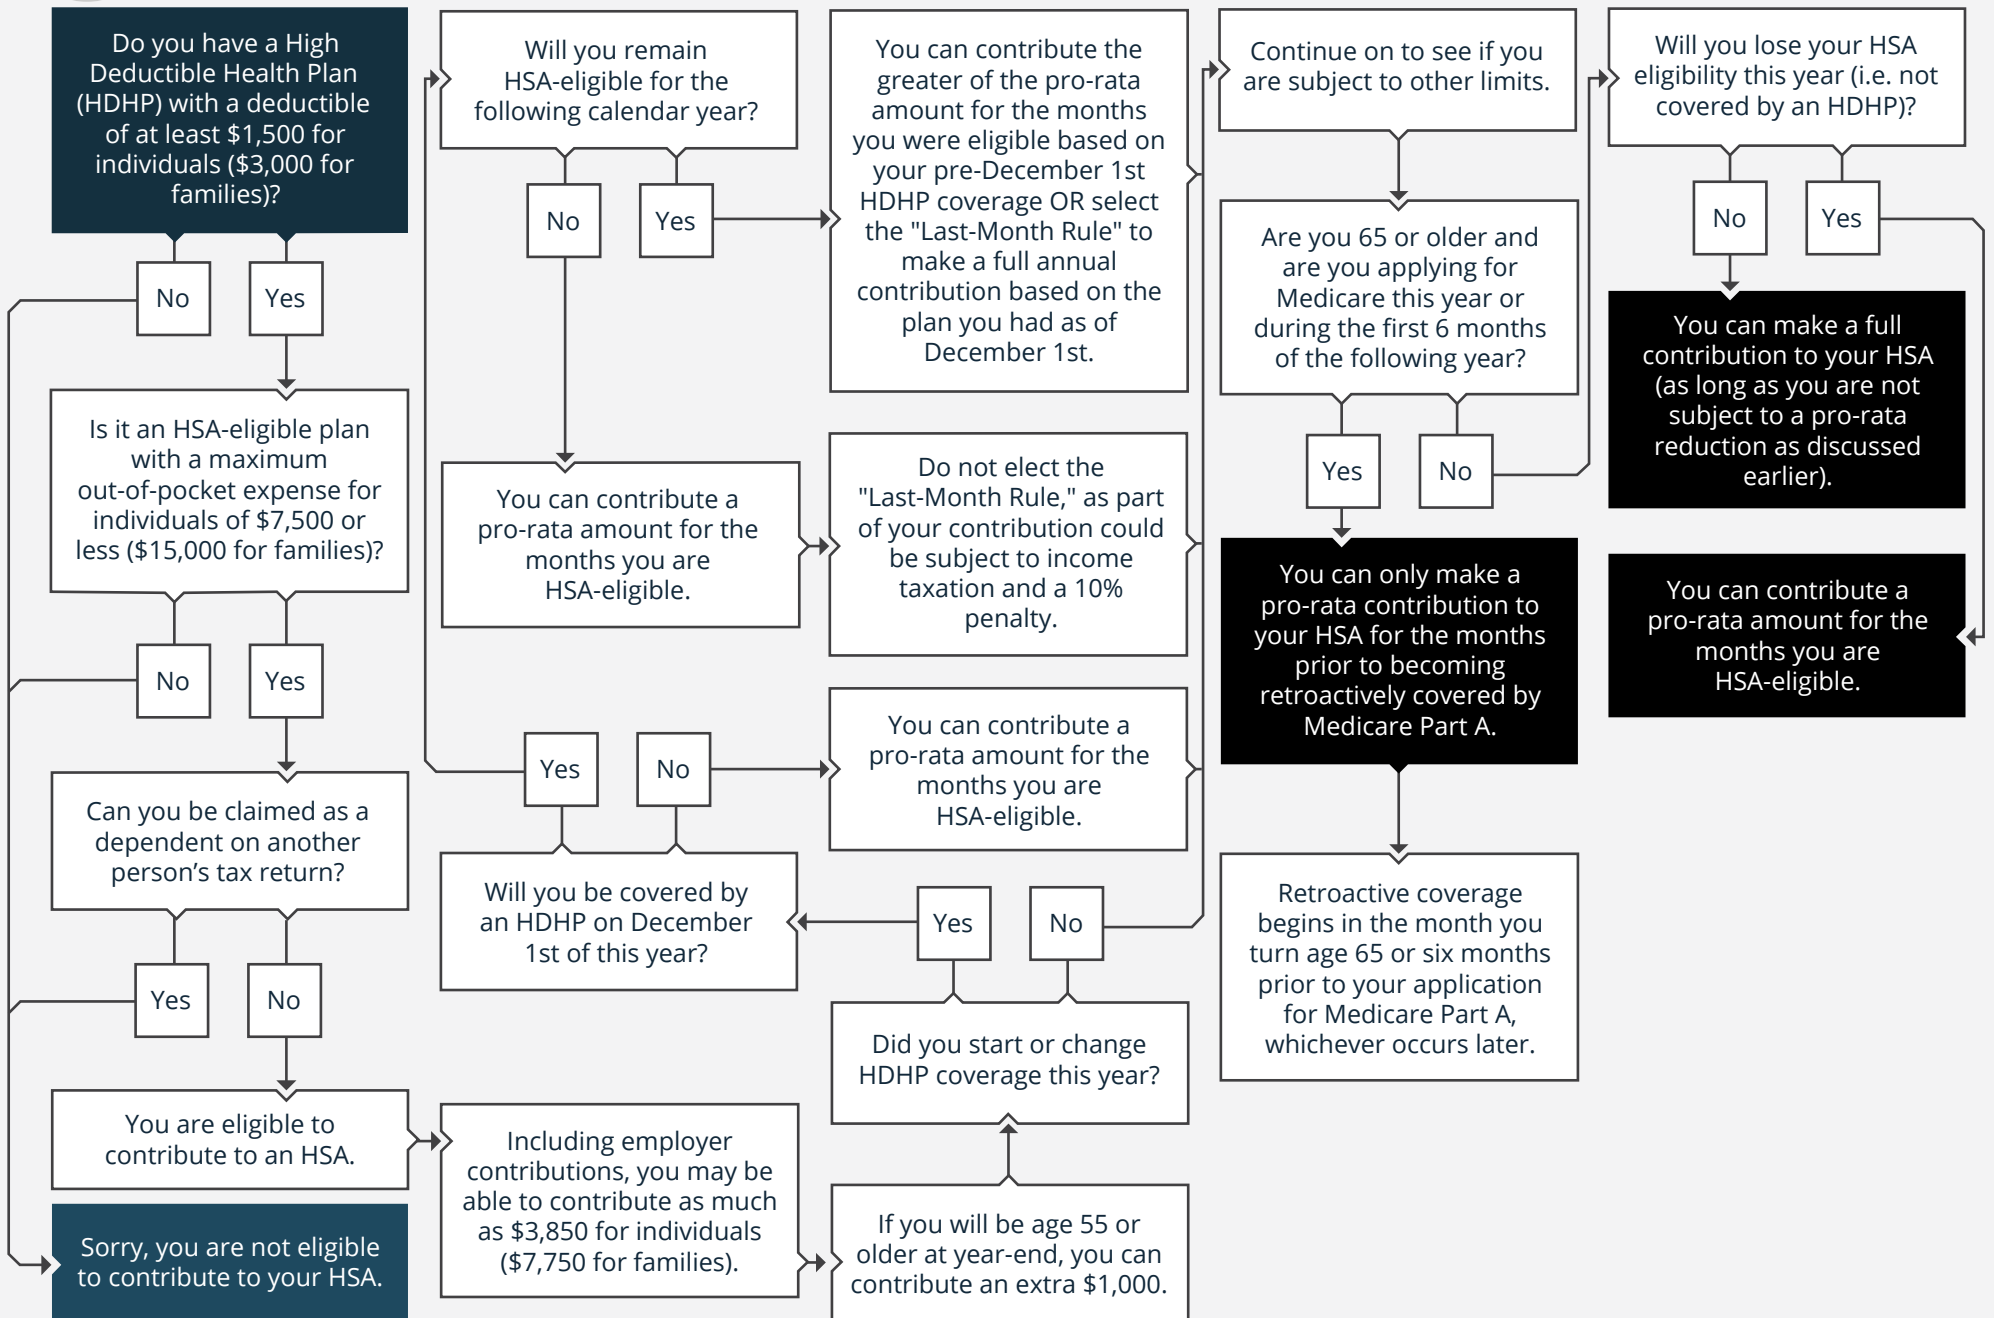 Do you have a High
Deductible Health Plan
(HDHP) with a deductible
of at least $1,500 for
individuals ($3,000 for
families)?
No
Yes
Is it an HSA-eligible plan
with a maximum
out-of-pocket expense for
individuals of $7,500 or
less ($15,000 for families)?
No
Yes
Can you be claimed as a
dependent on another
person’s tax return?
Yes
No
You are eligible to
contribute to an HSA.
Sorry, you are not eligible
to contribute to your HSA.
Including employer
contributions, you may be
able to contribute as much
as $3,850 for individuals
($7,750 for families).
If you will be age 55 or
older at year-end, you can
contribute an extra $1,000.
Did you start or change
HDHP coverage this year?
Yes
No
Will you be covered by
an HDHP on December
1st of this year?
Yes
No
You can contribute a
pro-rata amount for the
months you are
HSA-eligible.
Will you remain
HSA-eligible for the
following calendar year?
No
Yes
You can contribute a
pro-rata amount for the
months you are
HSA-eligible.
Do not elect the
"Last-Month Rule," as part
of your contribution could
be subject to income
taxation and a 10%
penalty.
You can contribute the
greater of the pro-rata
amount for the months
you were eligible based on
your pre-December 1st
HDHP coverage OR select
the "Last-Month Rule" to
make a full annual
contribution based on the
plan you had as of
December 1st.
Continue on to see if you
are subject to other limits.
Are you 65 or older and
are you applying for
Medicare this year or
during the first 6 months
of the following year?
Yes
No
You can only make a
pro-rata contribution to
your HSA for the months
prior to becoming
retroactively covered by
Medicare Part A.
Retroactive coverage
begins in the month you
turn age 65 or six months
prior to your application
for Medicare Part A,
whichever occurs later.
Will you lose your HSA
eligibility this year (i.e. not
covered by an HDHP)?
No
Yes
You can make a full
contribution to your HSA
(as long as you are not
subject to a pro-rata
reduction as discussed
earlier).
You can contribute a
pro-rata amount for the
months you are
HSA-eligible.